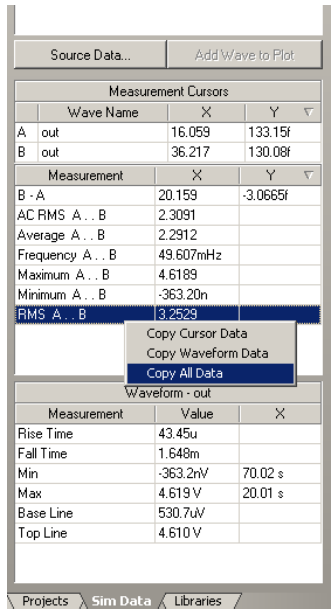 Source Data... Add Wave to Plot
Measurement Cursors
Wave Name X Y
A out 16.059 133.15f
B out 36.217 130.08f
Measurement X Y
B - A 20.159 -3.0665f
AC RMS A . . B 2.3091
Average A . . B 2.2912
Frequency A . . B 49.607mHz
Maximum A . . B 4.6189
Minimum A . . B -363.20n
RMS A . . B 3.2529
Copy Cursor Data
Copy Waveform Data
Copy All Data
Waveform - out
Measurement Value X
Rise Time 43.45u
Fall Time 1.648m
Min -363.2nV 70.02 s
Max 4.619 V 20.01 s
Base Line 530.7uV
Top Line 4.610 V
Projects Sim Data Libraries